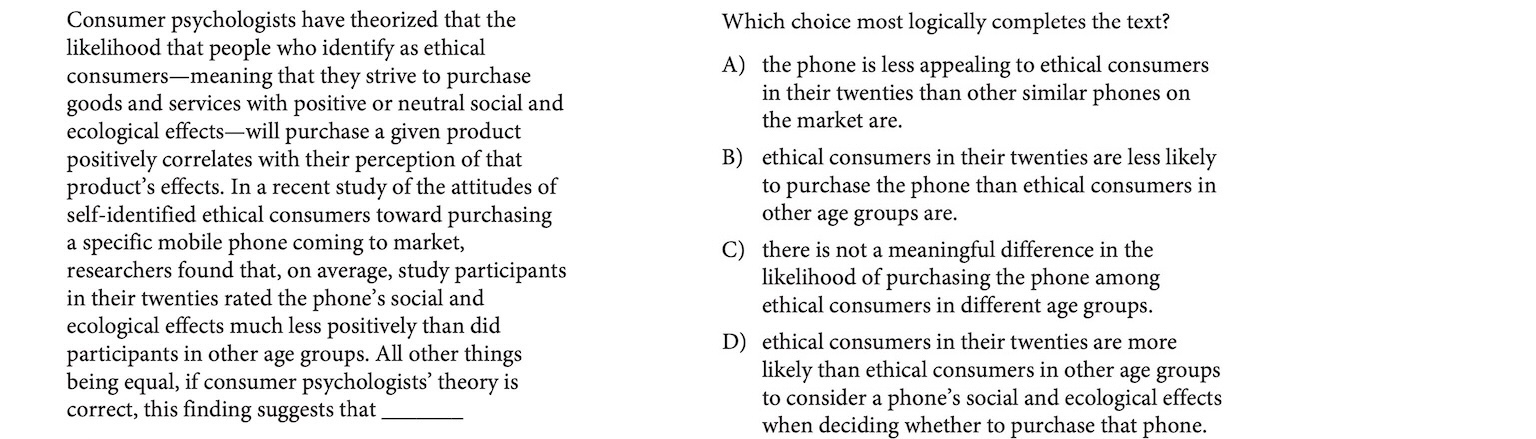 Consumer psychologists have theorized that the
likelihood that people who identify as ethical
consumers—meaning that they strive to purchase
goods and services with positive or neutral social and
ecological effects—will purchase a given product
positively correlates with their perception of that
product’s effects. In a recent study of the attitudes of
self-identified ethical consumers toward purchasing
a specific mobile phone coming to market,
researchers found that, on average, study participants
in their twenties rated the phone’s social and
ecological effects much less positively than did
participants in other age groups. All other things
being equal, if consumer psychologists’ theory is
correct, this finding suggests that _______
Which choice most logically completes the text?
A) the phone is less appealing to ethical consumers
in their twenties than other similar phones on
the market are.
B) ethical consumers in their twenties are less likely
to purchase the phone than ethical consumers in
other age groups are.
C) there is not a meaningful difference in the
likelihood of purchasing the phone among
ethical consumers in different age groups.
D) ethical consumers in their twenties are more
likely than ethical consumers in other age groups
to consider a phone’s social and ecological effects
when deciding whether to purchase that phone.